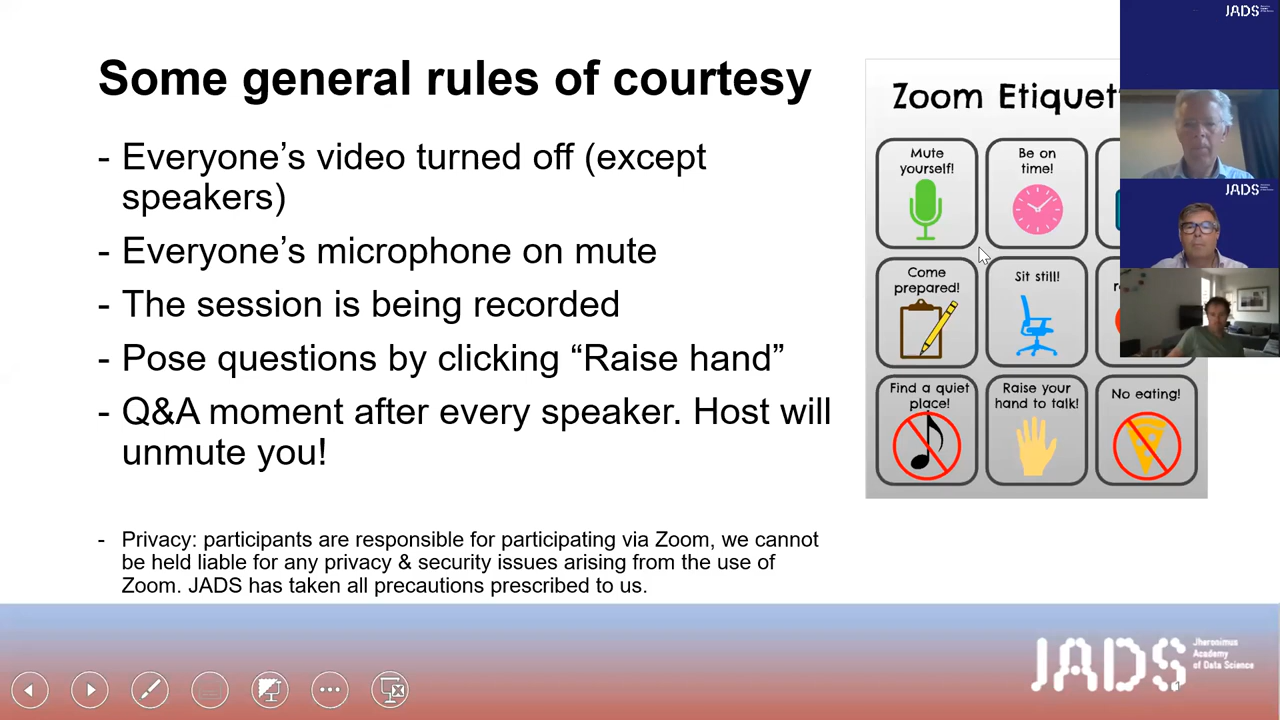 Some general rules of courtesy
- Everyone’s video turned off (except
speakers)
- Everyone’s microphone on mute
- The session is being recorded
- Pose questions by clicking “Raise hand”
- Q&A moment after every speaker. Host will
unmute you!
- Privacy: participants are responsible for participating via Zoom, we cannot
be held liable for any privacy & security issues arising from the use of
Zoom. JADS has taken all precautions prescribed to us.
Zoom
Mute
yourself!
Be on
time!
Come
prepared!
Sit still!
Find a quiet
place!
Raise your
hand to talk!
No eating!
JADS
JADS
JADS
Jheronimus
Academy
of Data Science
1